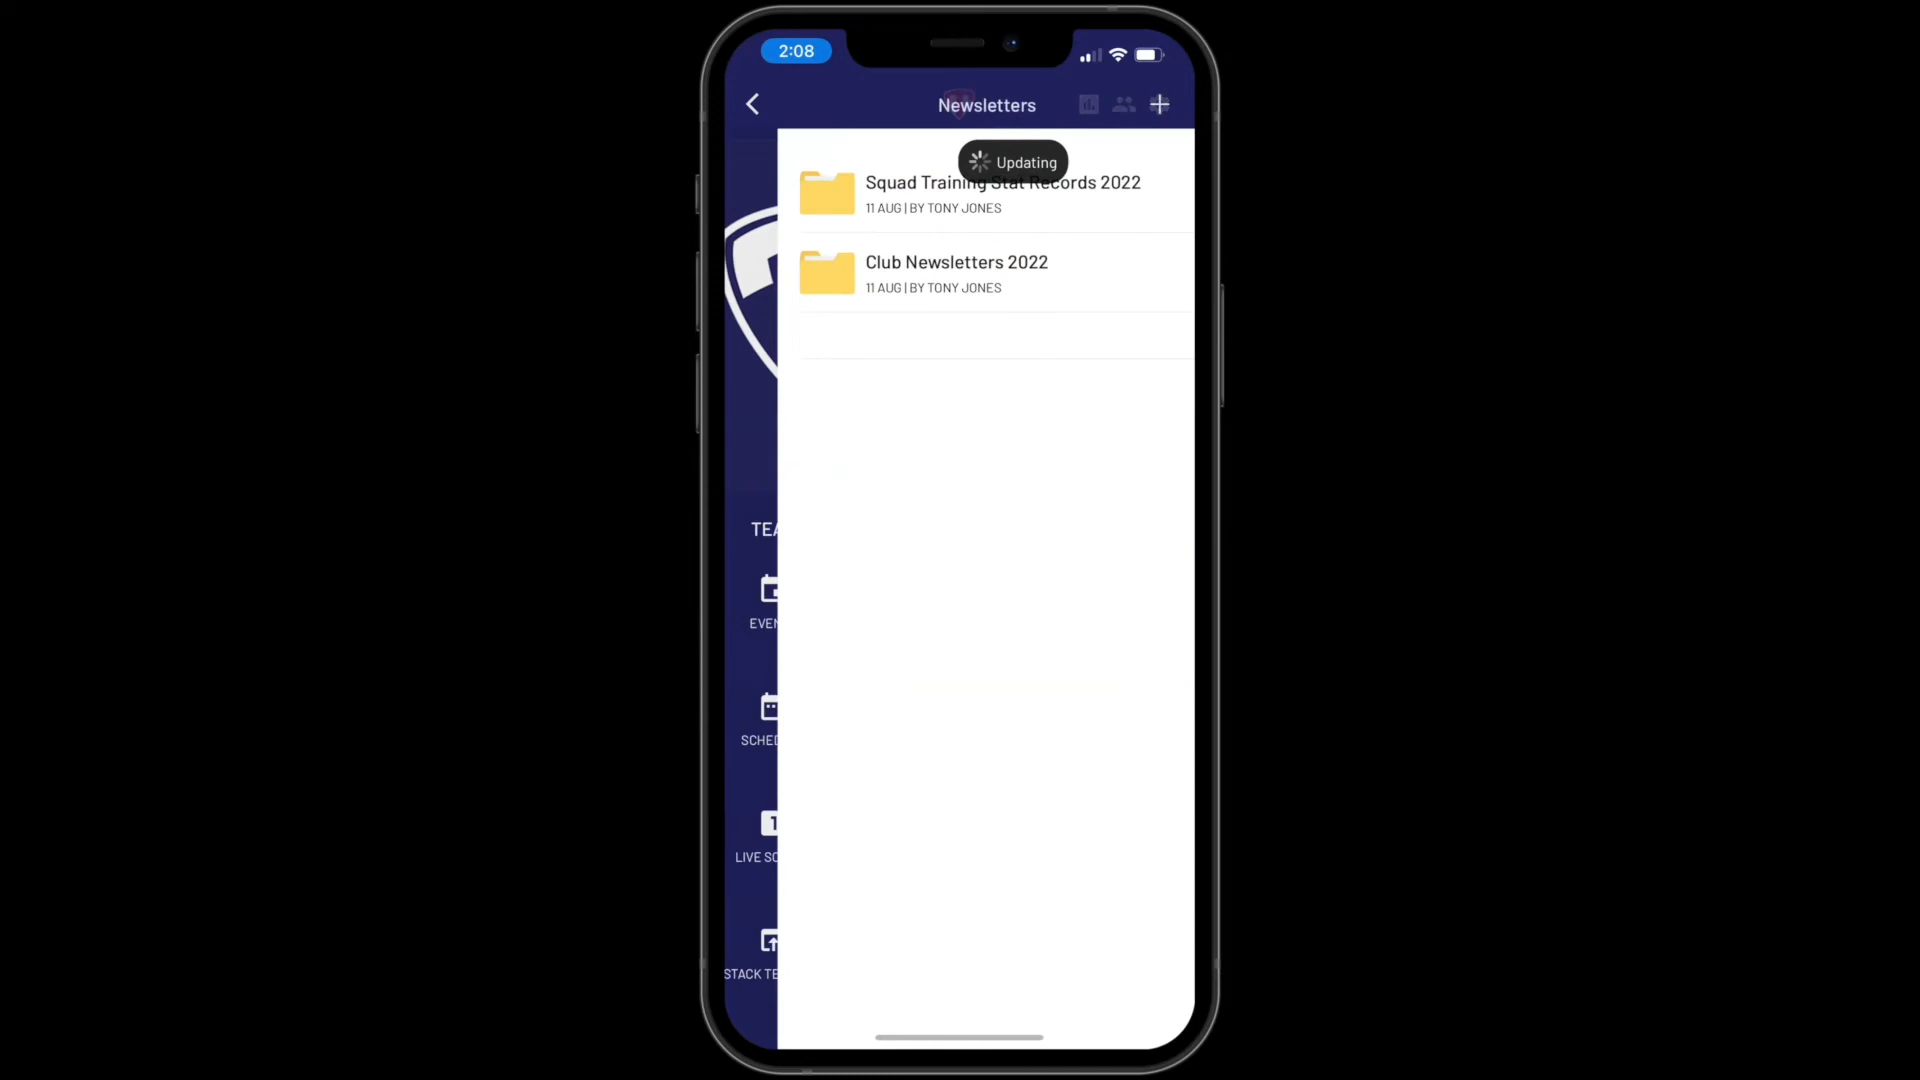 2:08
Newsletters
Updating
Squad Training Stat Records 2022
11 AUG | BY TONY JONES
Club Newsletters 2022
11 AUG | BY TONY JONES
TEA
EVEN
SCHED
LIVE SC
STACK TE